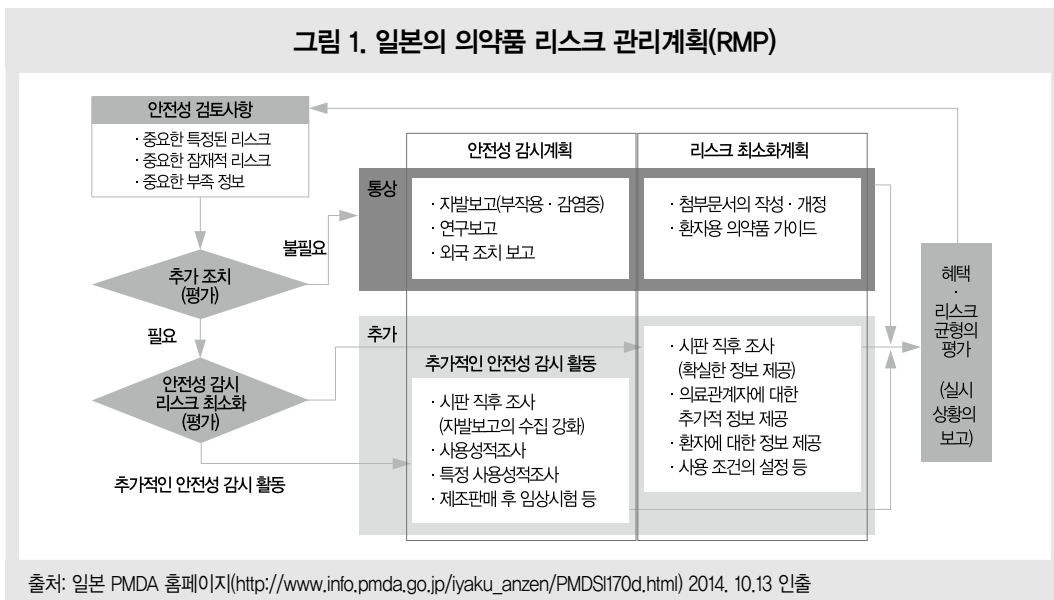 그림 1. 일본의 의약품 리스크 관리계획(RMP)
안전성 검토사항
· 중요한 특정된 리스크
· 중요한 잠재적 리스크
· 중요한 부족 정보
추가 조치
(평가)
불필요
필요
안전성 감시
리스크 최소화
(평가)
추가적인 안전성 감시 활동
안전성 감시계획
리스크 최소화계획
통상
· 자발보고(부작용 · 감염증)
· 연구보고
· 외국 조치 보고
· 첨부문서의 작성 · 개정
· 환자용 의약품 가이드
추가
추가적인 안전성 감시 활동
· 시판 직후 조사
(자발보고의 수집 강화)
· 사용성적조사
· 특정 사용성적조사
· 제조판매 후 임상시험 등
· 시판 직후 조사
(확실한 정보 제공)
· 의료관계자에 대한
추가적 정보 제공
· 환자에 대한 정보 제공
· 사용 조건의 설정 등
혜택
·
리스크
균형의
평가
(실시
상황의
보고)
출처: 일본 PMDA 홈페이지(http://www.info.pmda.go.jp/iyaku_anzen/PMDSI170d.html) 2014. 10.13 인출